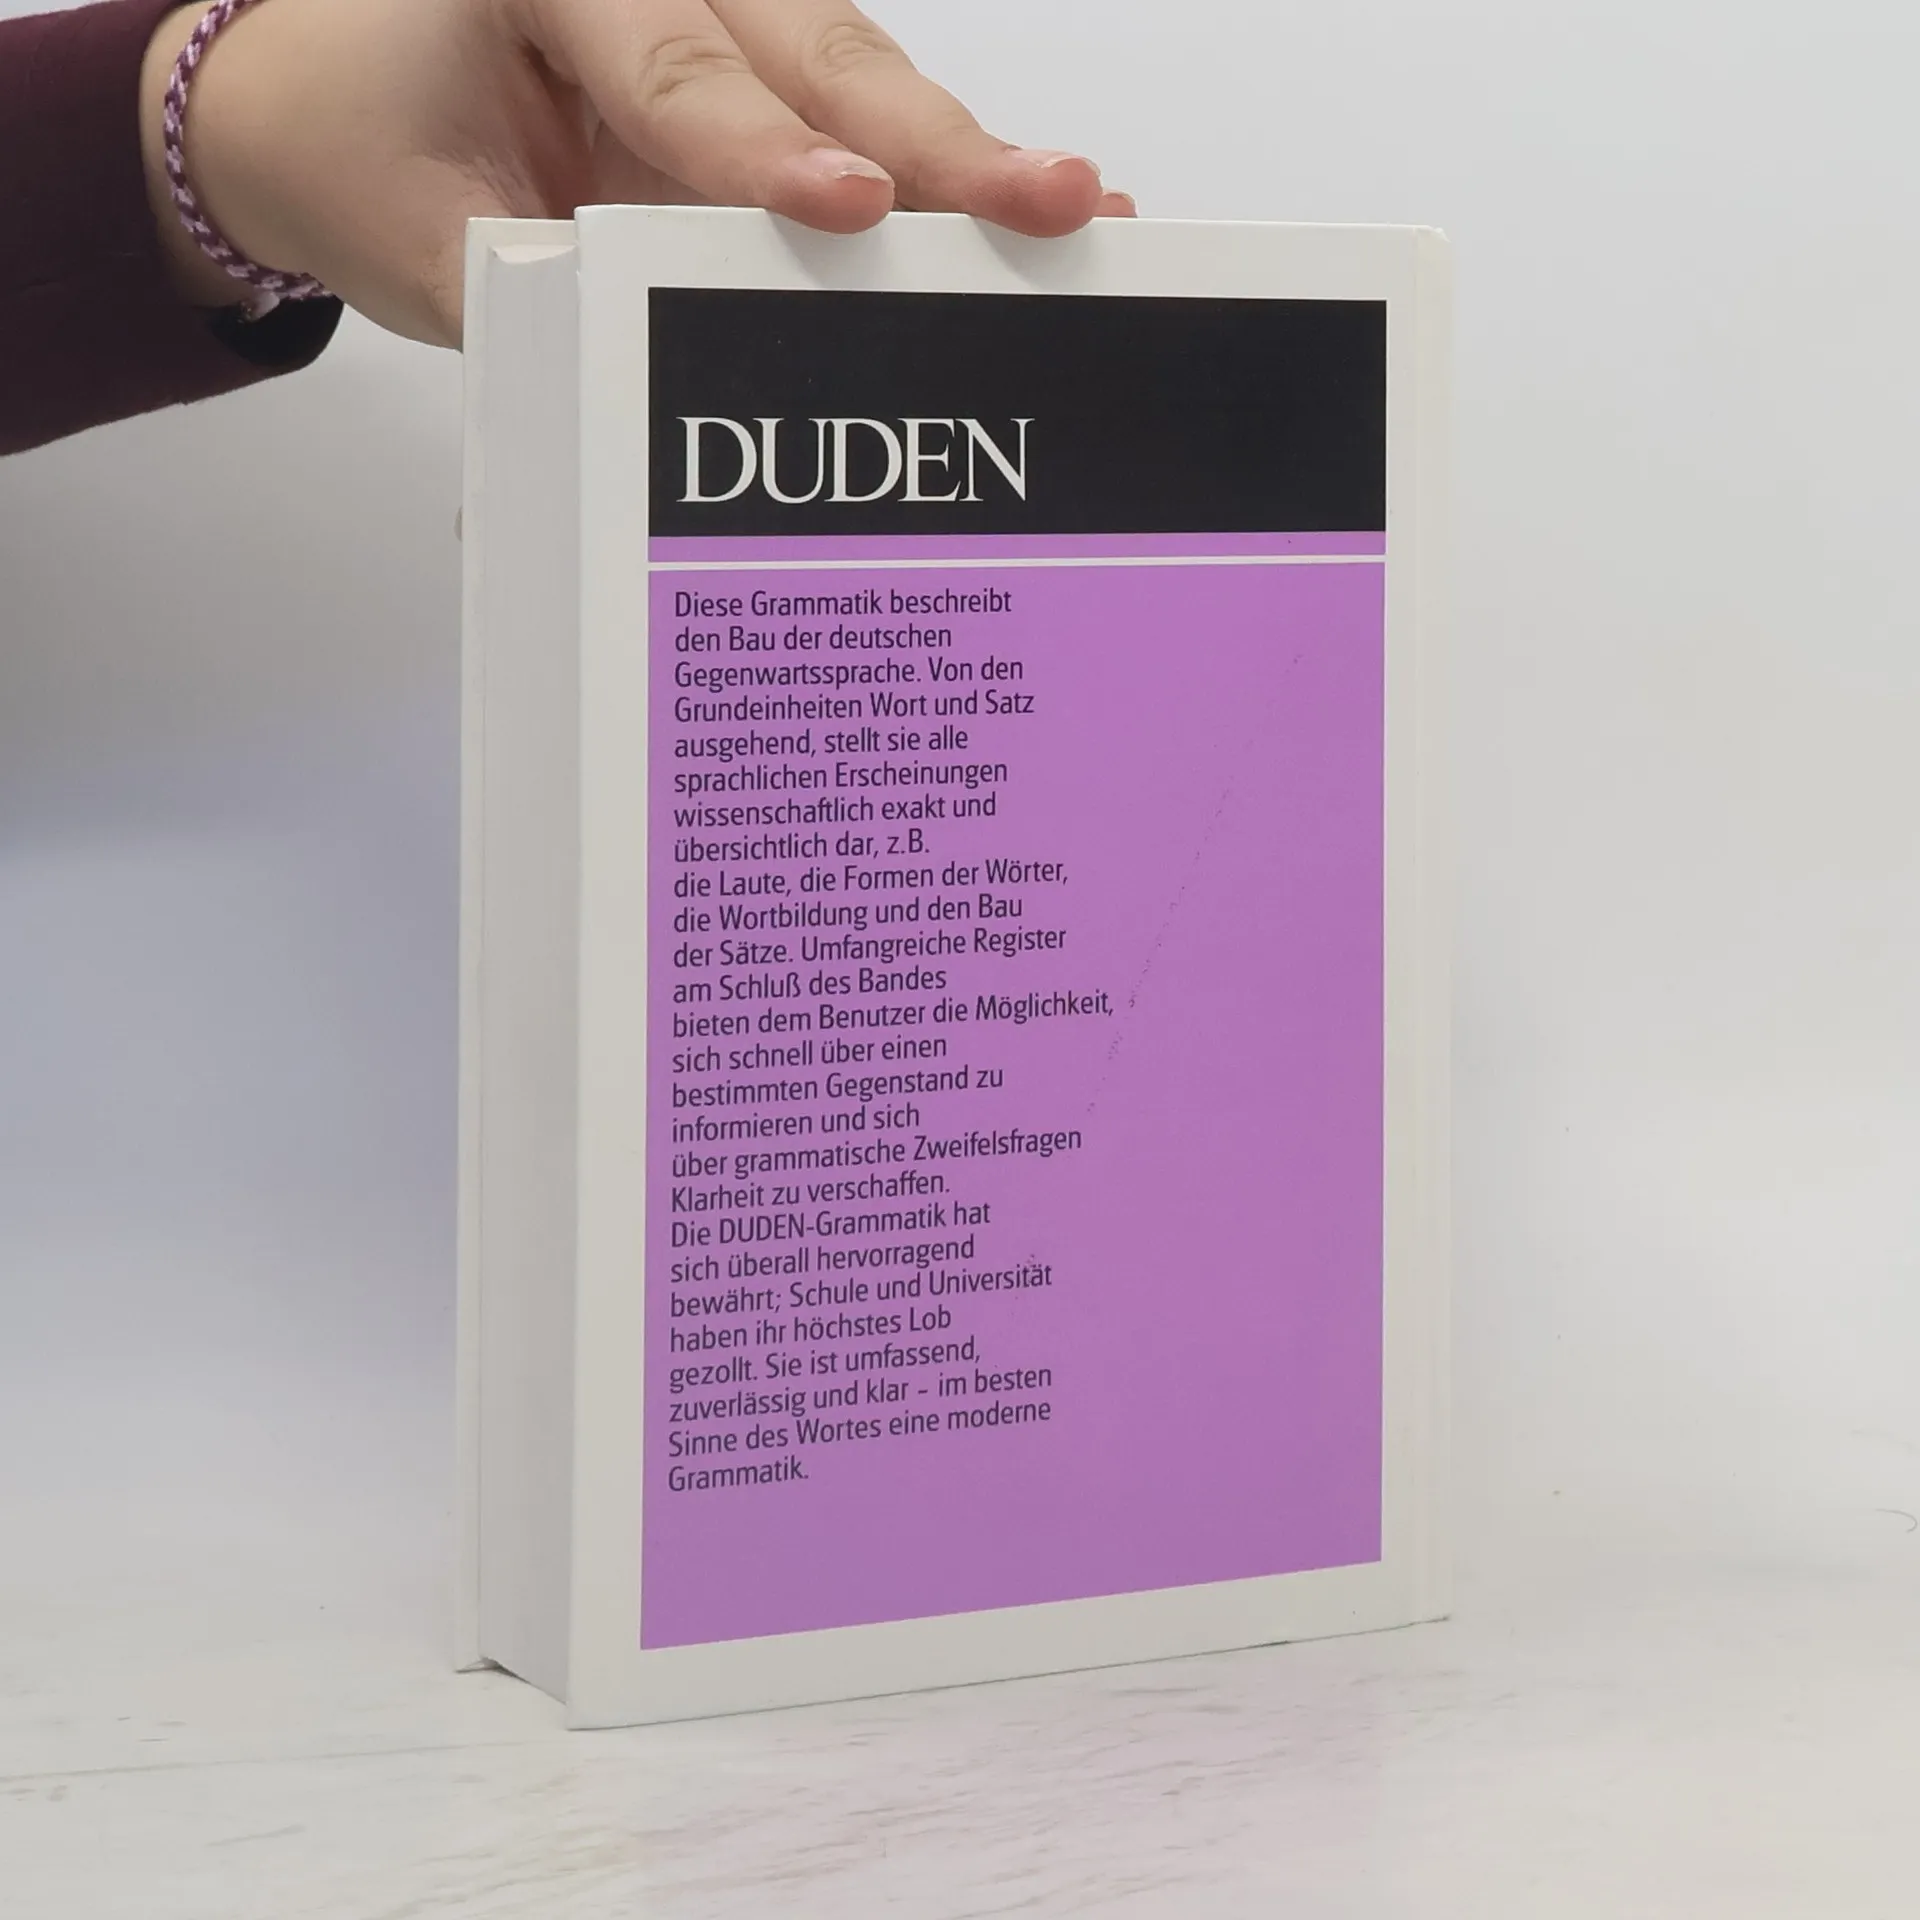 DUDEN
Diese Grammatik beschreibt
den Bau der deutschen
Gegenwartssprache. Von den
Grundeinheiten Wort und Satz
ausgehend, stellt sie alle
sprachlichen Erscheinungen
wissenschaftlich exakt und
übersichtlich dar, z.B.
die Laute, die Formen der Wörter,
die Wortbildung und den Bau
der Sätze. Umfangreiche Register
am Schluß des Bandes
bieten dem Benutzer die Möglichkeit,
sich schnell über einen
bestimmten Gegenstand zu
informieren und sich
über grammatische Zweifelsfragen
Klarheit zu verschaffen.
Die DUDEN-Grammatik hat
sich überall hervorragend
bewährt; Schule und Universität
haben ihr höchstes Lob
gezollt. Sie ist umfassend,
zuverlässig und klar – im besten
Sinne des Wortes eine moderne
Grammatik.